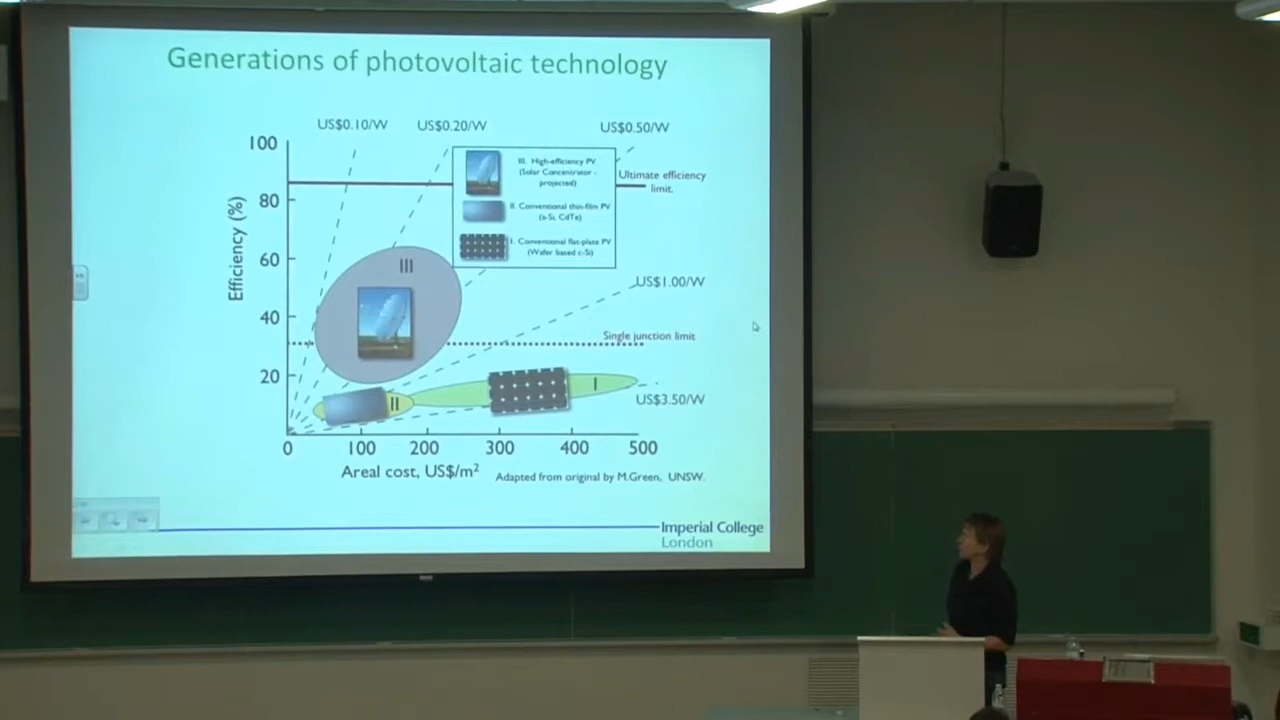 Generations of photovoltaic technology
US$0.10/W
US$0.20/W
US$0.50/W
100
80
60
40
20
Efficiency (%)
III. High-efficiency PV
(Solar Concentrator -
projected)
II. Conventional thin-film PV
(a-Si, CdTe)
I. Conventional flat-plate PV
(Wafer based c-Si)
Ultimate efficiency
limit.
III
US$1.00/W
Single junction limit
II
I
US$3.50/W
0
100
200
300
400
500
Areal cost, US$/m²
Adapted from original by M.Green, UNSW.
Imperial College
London